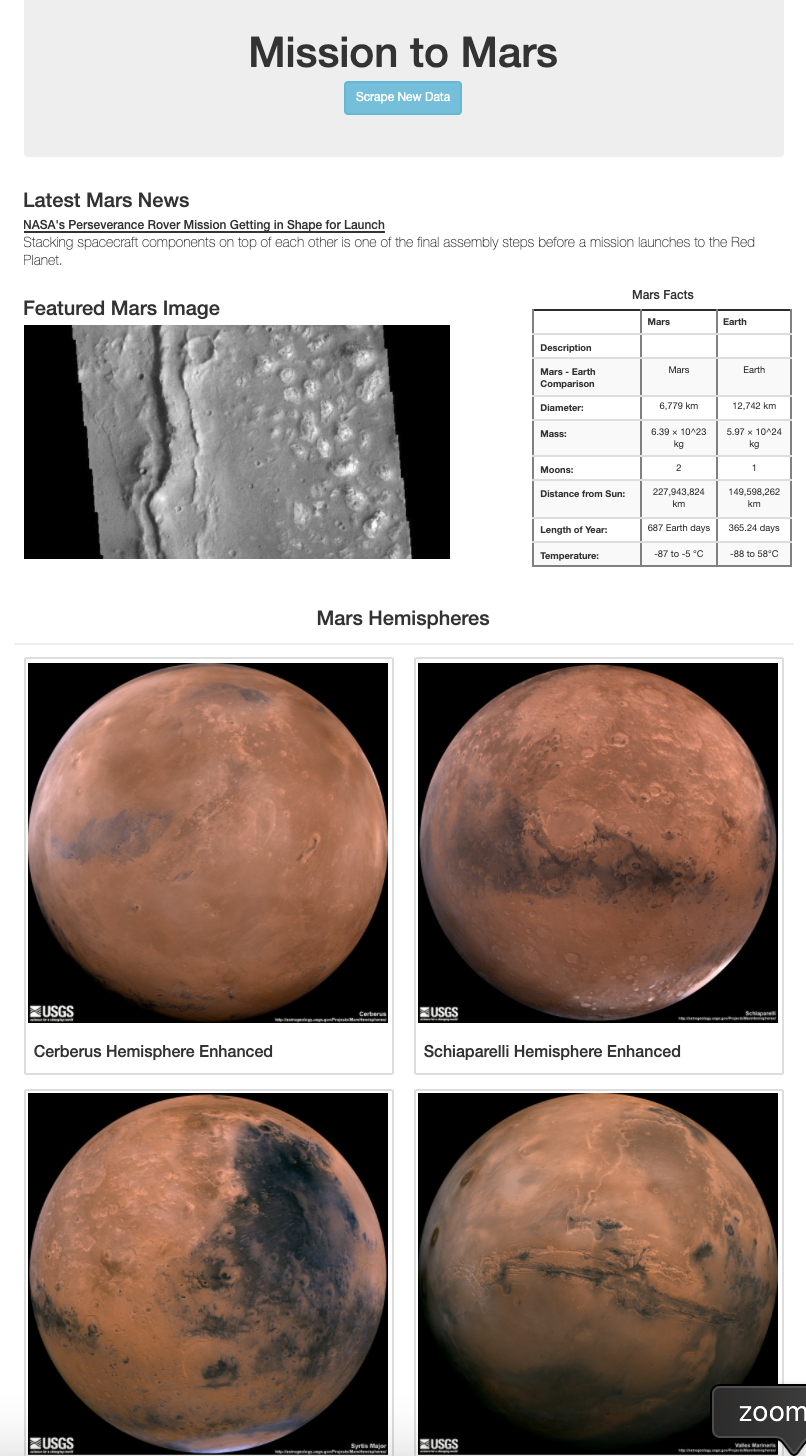 Mission to Mars
Scrape New Data
Latest Mars News
NASA's Perseverance Rover Mission Getting in Shape for Launch
Stacking spacecraft components on top of each other is one of the final assembly steps before a mission launches to the Red
Planet.
Featured Mars Image
Mars Facts
Mars Earth
Description
Mars - Earth
Comparison
Mars Earth
Diameter: 6,779 km 12,742 km
Mass: 6.39 × 10^23
kg
5.97 × 10^24
kg
Moons: 2 1
Distance from Sun: 227,943,824
km
149,598,262
km
Length of Year: 687 Earth days 365.24 days
Temperature: -87 to -5 °C -88 to 58°C
Mars Hemispheres
USGS
Cerberus
USGS
Schiaparelli
Cerberus Hemisphere Enhanced
Schiaparelli Hemisphere Enhanced
USGS
Syrtis Major
USGS
Valles Marineris
zoom